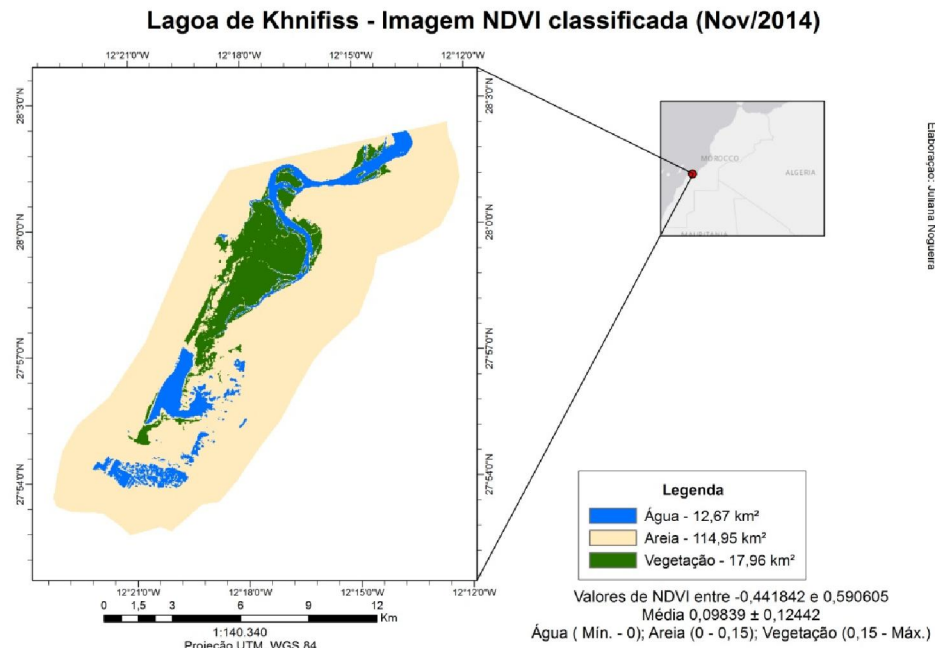 Lagoa de Khnifiss - Imagem NDVI classificada (Nov/2014)
12°21'0"W 12°18'0"W 12°15'0"W 12°12'0"W
28°3'0"N
28°0'0"N
27°57'0"N
27°54'0"N
28°3'0"N
28°0'0"N
27°57'0"N
27°54'0"N
12°21'0"W 12°18'0"W 12°15'0"W 12°12'0"W
0 1,5 3 6 9 12
Km
1:140.340
Projeção UTM, WGS 84
MOROCCO
ALGERIA
MAURITANIA
Elaboração: Juliana Nogueira
Legenda
Água - 12,67 km²
Areia - 114,95 km²
Vegetação - 17,96 km²
Valores de NDVI entre -0,441842 e 0,590605
Média 0,09839 ± 0,12442
Água ( Mín. - 0); Areia (0 - 0,15); Vegetação (0,15 - Máx.)